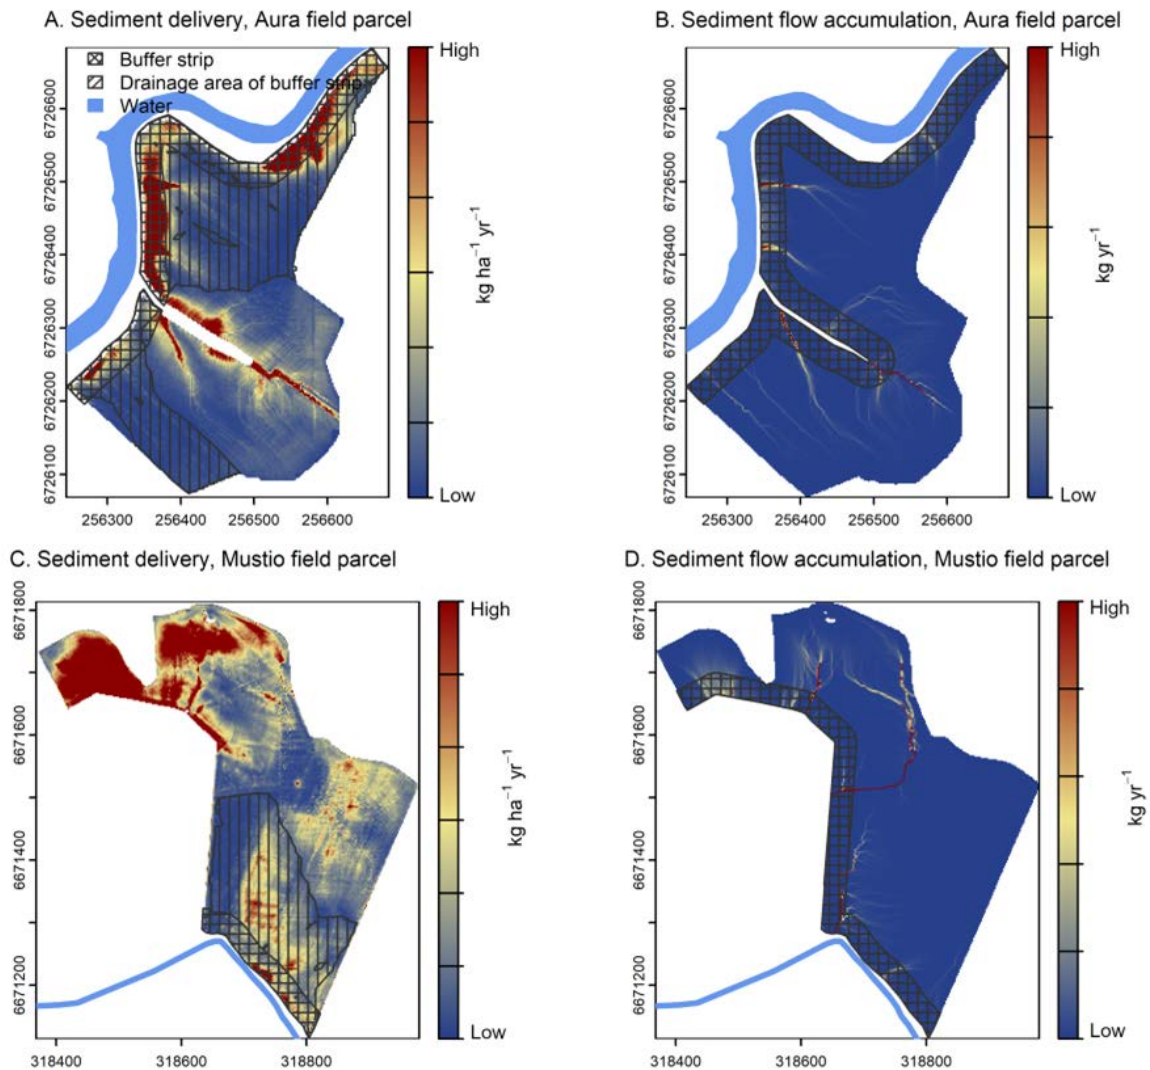 A. Sediment delivery, Aura field parcel
Buffer strip
Drainage area of buffer strip
Water
6726600
6726500
6726400
6726300
6726200
6726100
256300 256400 256500 256600
High
Low
kg ha⁻¹ yr⁻¹
B. Sediment flow accumulation, Aura field parcel
6726600
6726500
6726400
6726300
6726200
6726100
256300 256400 256500 256600
High
Low
kg yr⁻¹
C. Sediment delivery, Mustio field parcel
6671800
6671600
6671400
6671200
318400 318600 318800
High
Low
kg ha⁻¹ yr⁻¹
D. Sediment flow accumulation, Mustio field parcel
6671800
6671600
6671400
6671200
318400 318600 318800
High
Low
kg yr⁻¹